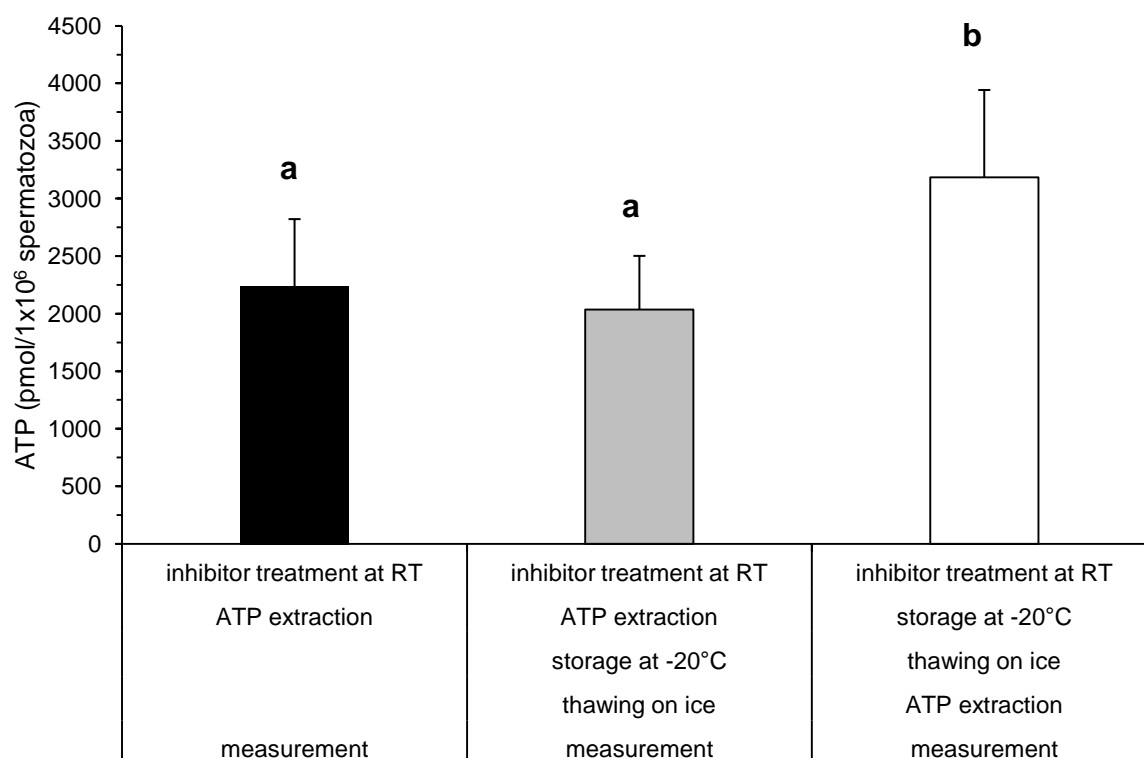 ATP (pmol/1x10⁶ spermatozoa)
4500
4000
3500
3000
2500
2000
1500
1000
500
0
a
a
b
inhibitor treatment at RT
ATP extraction
measurement
inhibitor treatment at RT
ATP extraction
storage at -20°C
thawing on ice
measurement
inhibitor treatment at RT
storage at -20°C
thawing on ice
ATP extraction
measurement